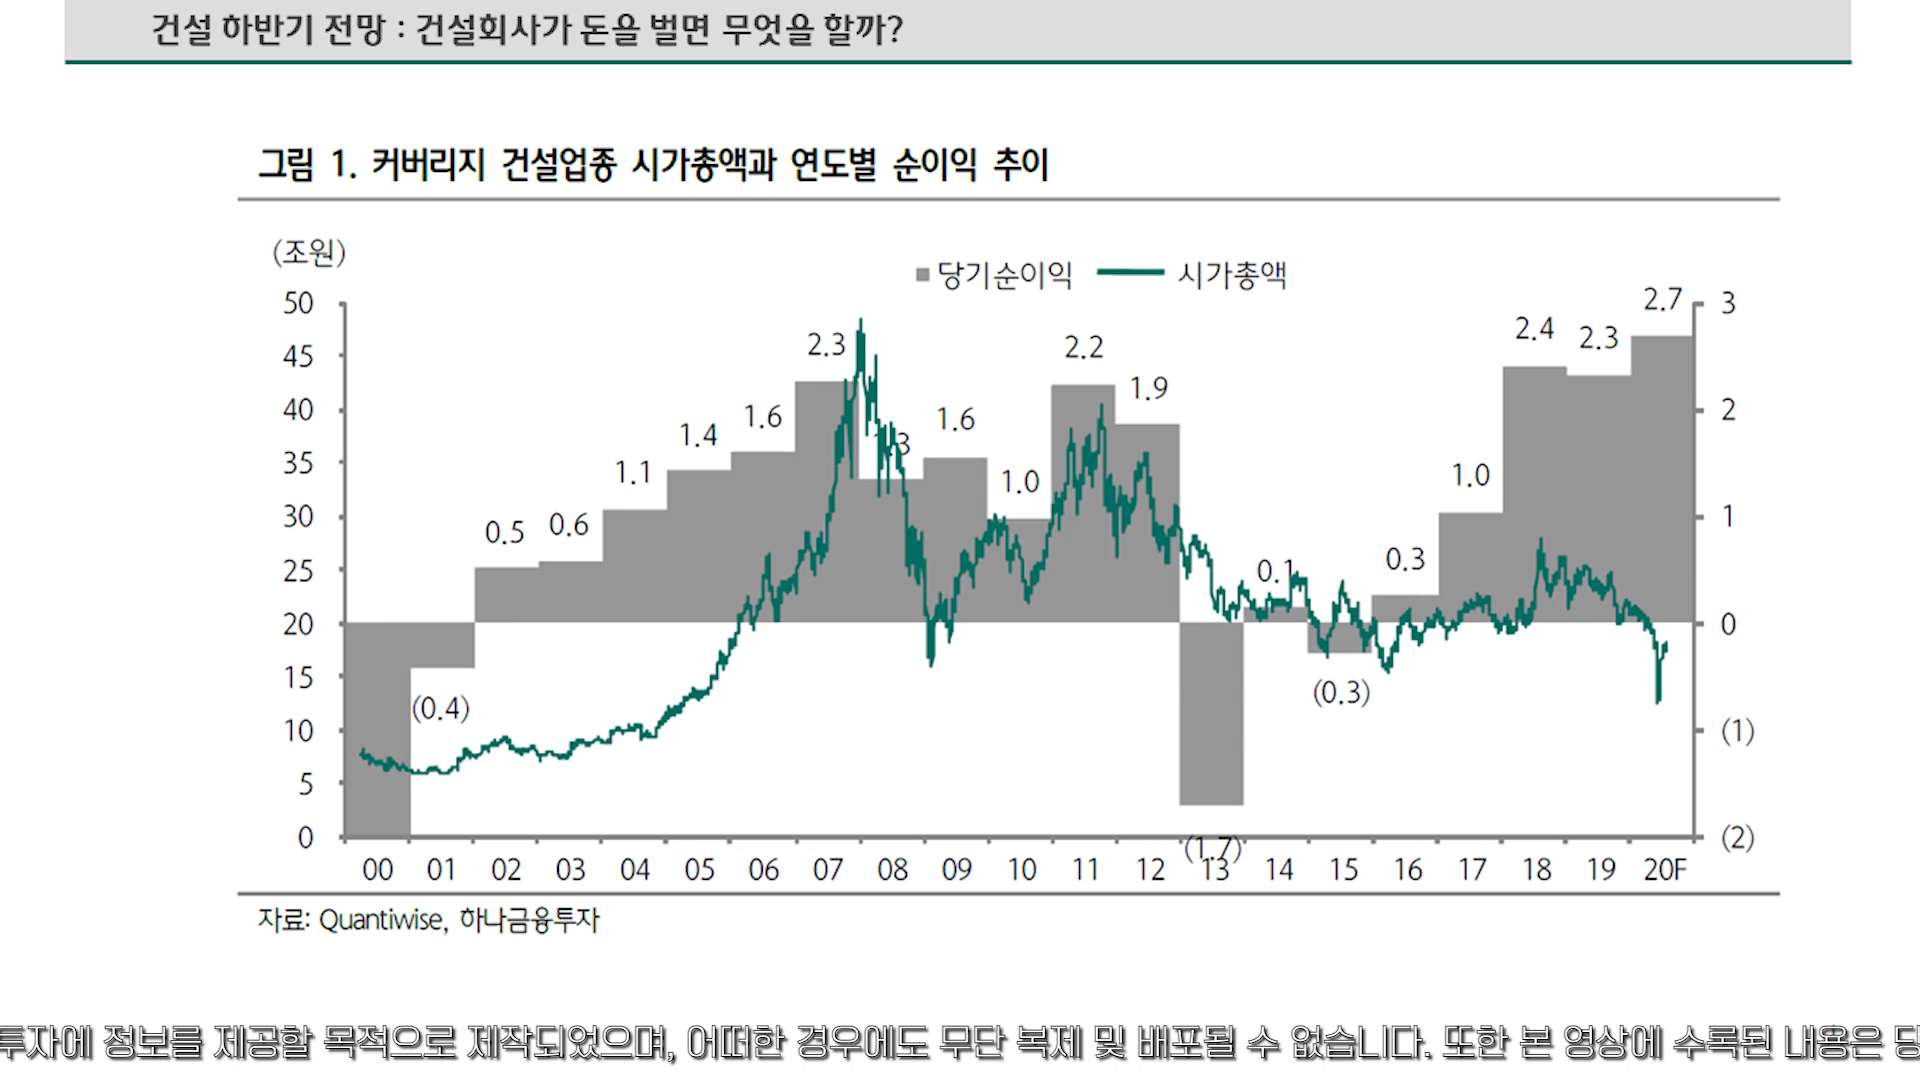 건설 하반기 전망 : 건설회사가 돈을 벌면 무엇을 할까?
그림 1. 커버리지 건설업종 시가총액과 연도별 순이익 추이
(조원)
당기순이익 시가총액
50 45 40 35 30 25 20 15 10 5 0
(0.4) 0.5 0.6 1.1 1.4 1.6 2.3 1.6 1.0 2.2 1.9 (1.7) 0.1 (0.3) 0.3 1.0 2.4 2.3 2.7
3 2 1 0 (1) (2)
00 01 02 03 04 05 06 07 08 09 10 11 12 13 14 15 16 17 18 19 20F
자료: Quantiwise, 하나금융투자
투자에 정보를 제공할 목적으로 제작되었으며, 어떠한 경우에도 무단 복제 및 배포될 수 없습니다. 또한 본 영상에 수록된 내용은 당